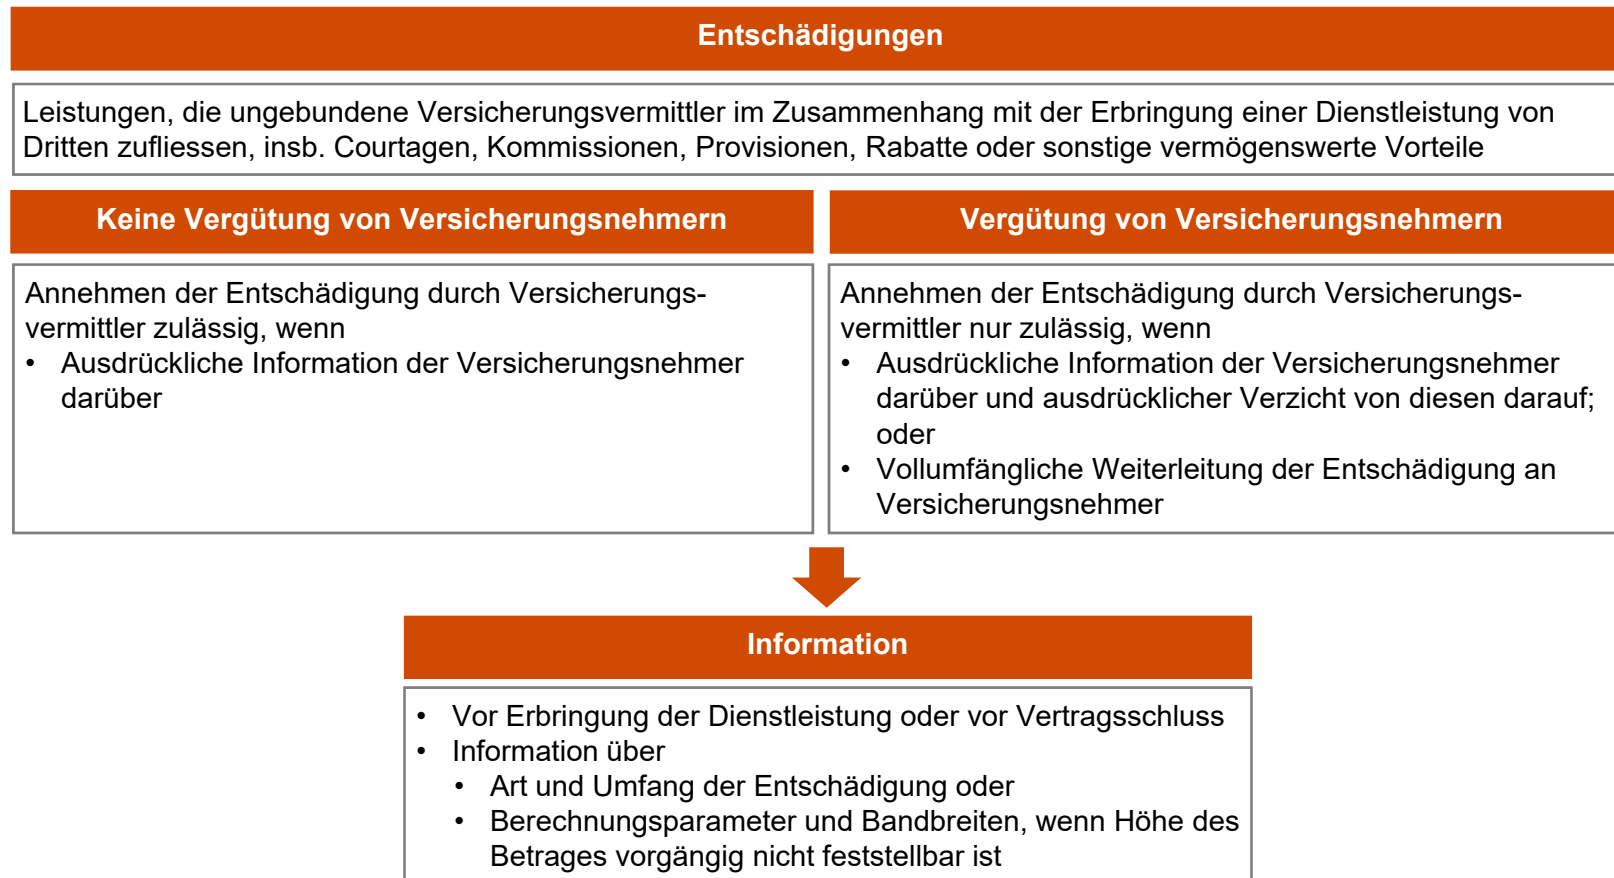 Entschädigungen
Leistungen, die ungebundene Versicherungsvermittler im Zusammenhang mit der Erbringung einer Dienstleistung von
Dritten zufliessen, insb. Courtagen, Kommissionen, Provisionen, Rabatte oder sonstige vermögenswerte Vorteile
Keine Vergütung von Versicherungsnehmern
Annehmen der Entschädigung durch Versicherungs-
vermittler zulässig, wenn
• Ausdrückliche Information der Versicherungsnehmer
darüber
Vergütung von Versicherungsnehmern
Annehmen der Entschädigung durch Versicherungs-
vermittler nur zulässig, wenn
• Ausdrückliche Information der Versicherungsnehmer
darüber und ausdrücklicher Verzicht von diesen darauf;
oder
• Vollumfängliche Weiterleitung der Entschädigung an
Versicherungsnehmer
Information
• Vor Erbringung der Dienstleistung oder vor Vertragsschluss
• Information über
• Art und Umfang der Entschädigung oder
• Berechnungsparameter und Bandbreiten, wenn Höhe des
Betrages vorgängig nicht feststellbar ist